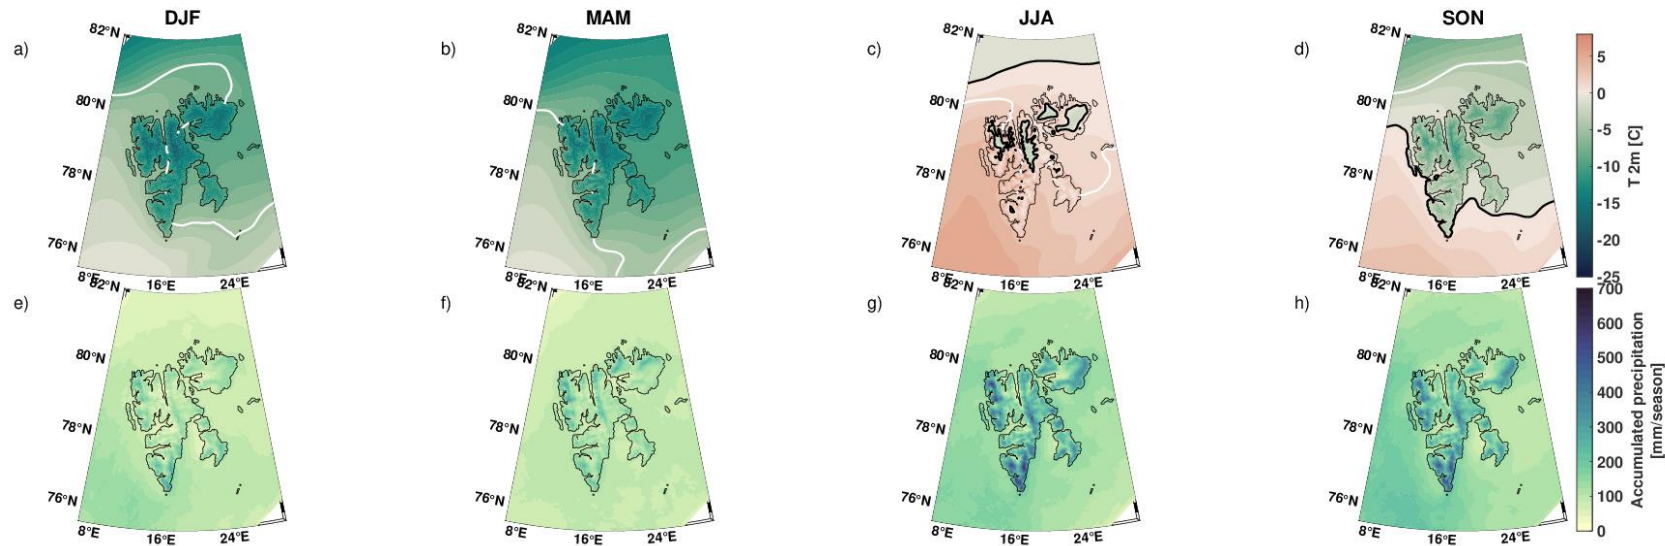 DJF
MAM
JJA
SON
a)
82°N
80°N
78°N
76°N
8°E
16°E
24°E
b)
82°N
80°N
78°N
76°N
8°E
16°E
24°E
c)
82°N
80°N
78°N
76°N
8°E
16°E
24°E
d)
82°N
80°N
78°N
76°N
8°E
16°E
24°E
5
0
-5
-10
-15
-20
-25
T 2m [C]
e)
82°N
80°N
78°N
76°N
8°E
16°E
24°E
f)
82°N
80°N
78°N
76°N
8°E
16°E
24°E
g)
82°N
80°N
78°N
76°N
8°E
16°E
24°E
h)
82°N
80°N
78°N
76°N
8°E
16°E
24°E
700
600
500
400
300
200
100
0
Accumulated precipitation
[mm/season]